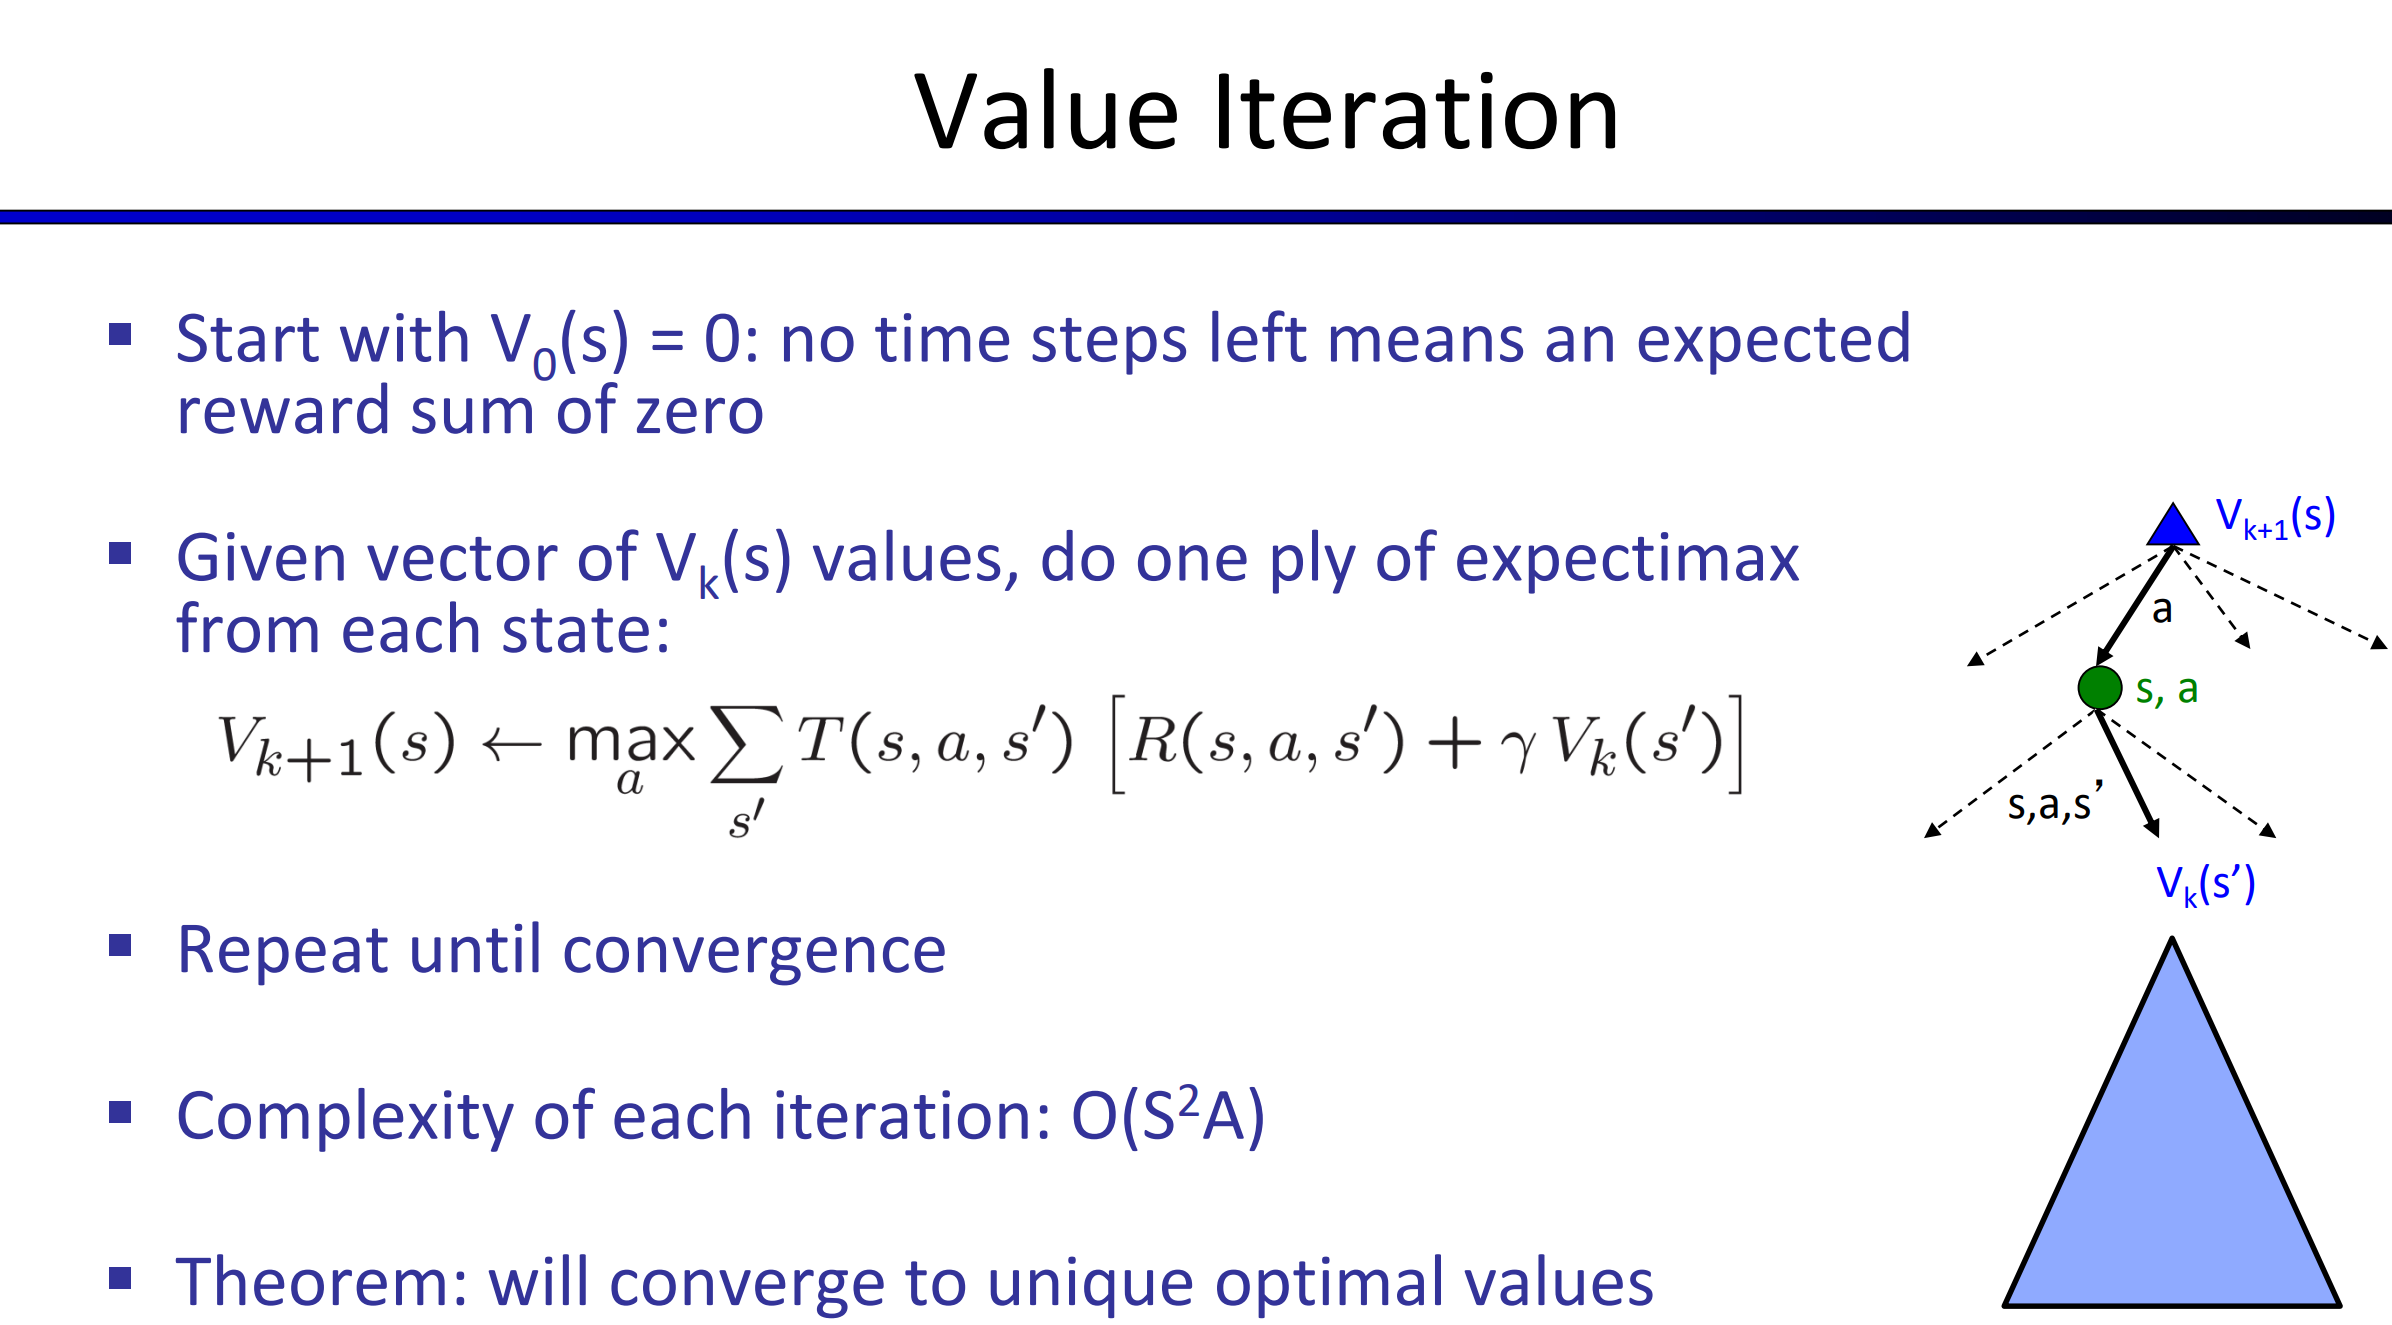 Value Iteration
Start with V₀(s) = 0: no time steps left means an expected
reward sum of zero
Given vector of Vₖ(s) values, do one ply of expectimax
from each state:
Vₖ₊₁(s) ← max_a ∑_{s′} T(s, a, s′) [R(s, a, s′) + γ Vₖ(s′)]
Repeat until convergence
Complexity of each iteration: O(S²A)
Theorem: will converge to unique optimal values
Vₖ₊₁(s)
a
s, a
s,a,s’
Vₖ(s’)